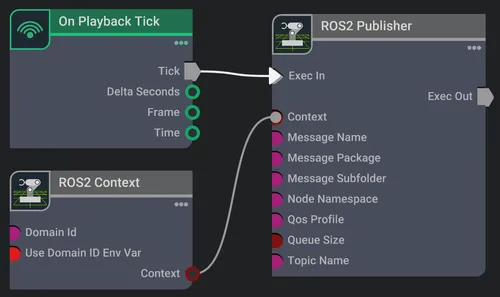 On Playback Tick
Tick
Delta Seconds
Frame
Time
ROS2 Context
Domain Id
Use Domain ID Env Var
Context
ROS2 Publisher
Exec In
Exec Out
Context
Message Name
Message Package
Message Subfolder
Node Namespace
Qos Profile
Queue Size
Topic Name